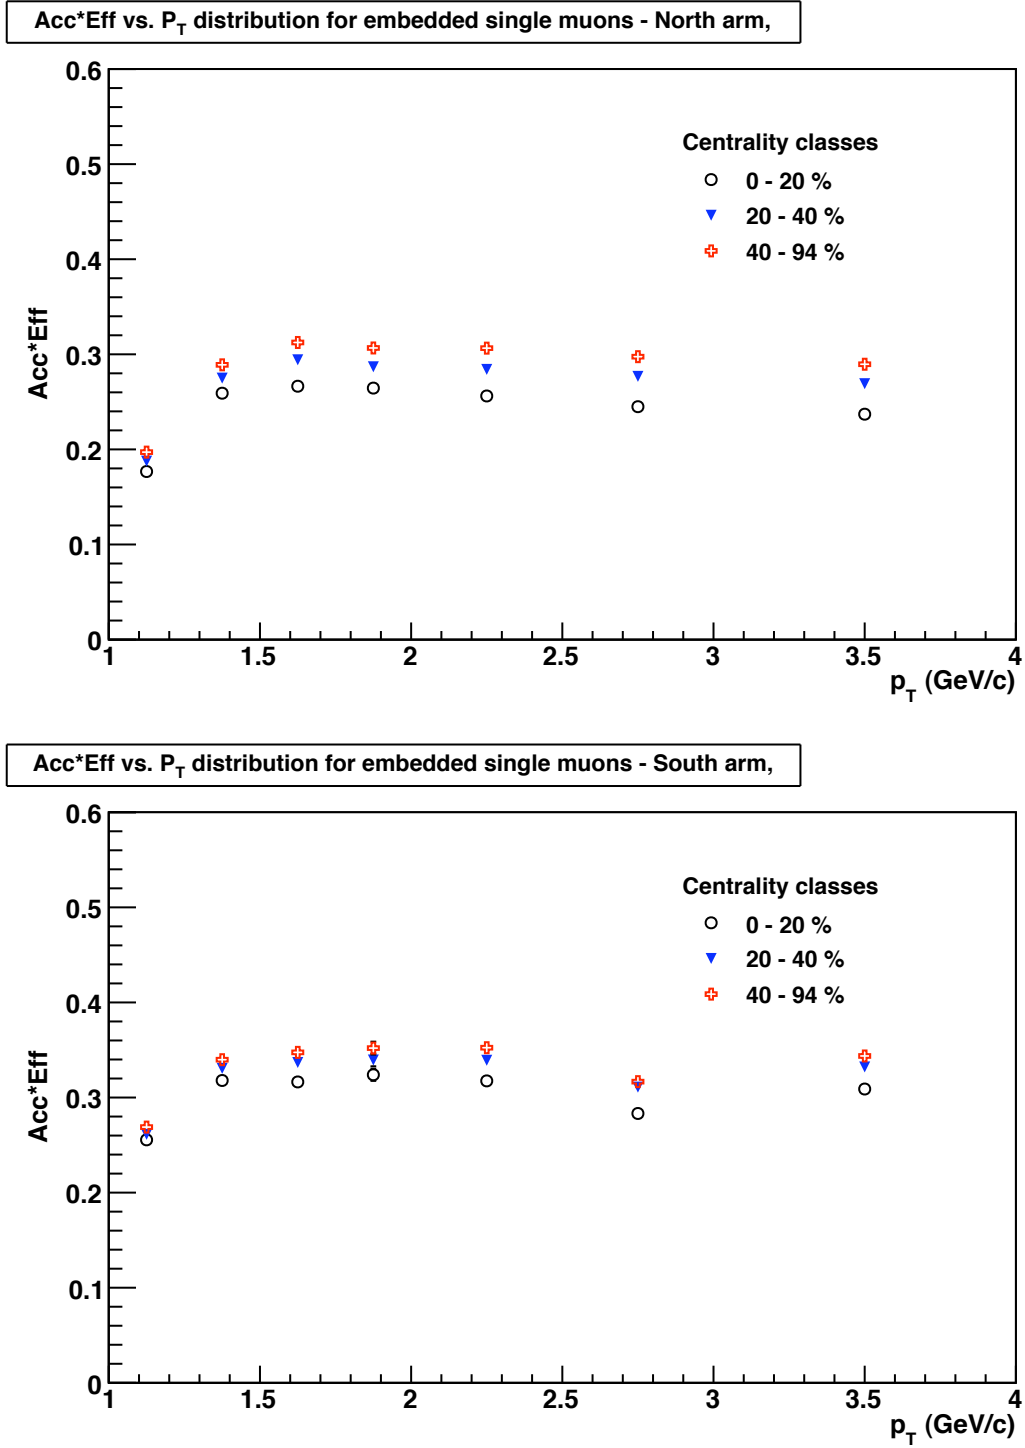 Acc*Eff vs. P_T distribution for embedded single muons - North arm,
0.6
0.5
0.4
0.3
0.2
0.1
0
Acc*Eff
Centrality classes
0 - 20 %
20 - 40 %
40 - 94 %
1 1.5 2 2.5 3 3.5 4
p_T (GeV/c)
Acc*Eff vs. P_T distribution for embedded single muons - South arm,
0.6
0.5
0.4
0.3
0.2
0.1
0
Acc*Eff
Centrality classes
0 - 20 %
20 - 40 %
40 - 94 %
1 1.5 2 2.5 3 3.5 4
p_T (GeV/c)